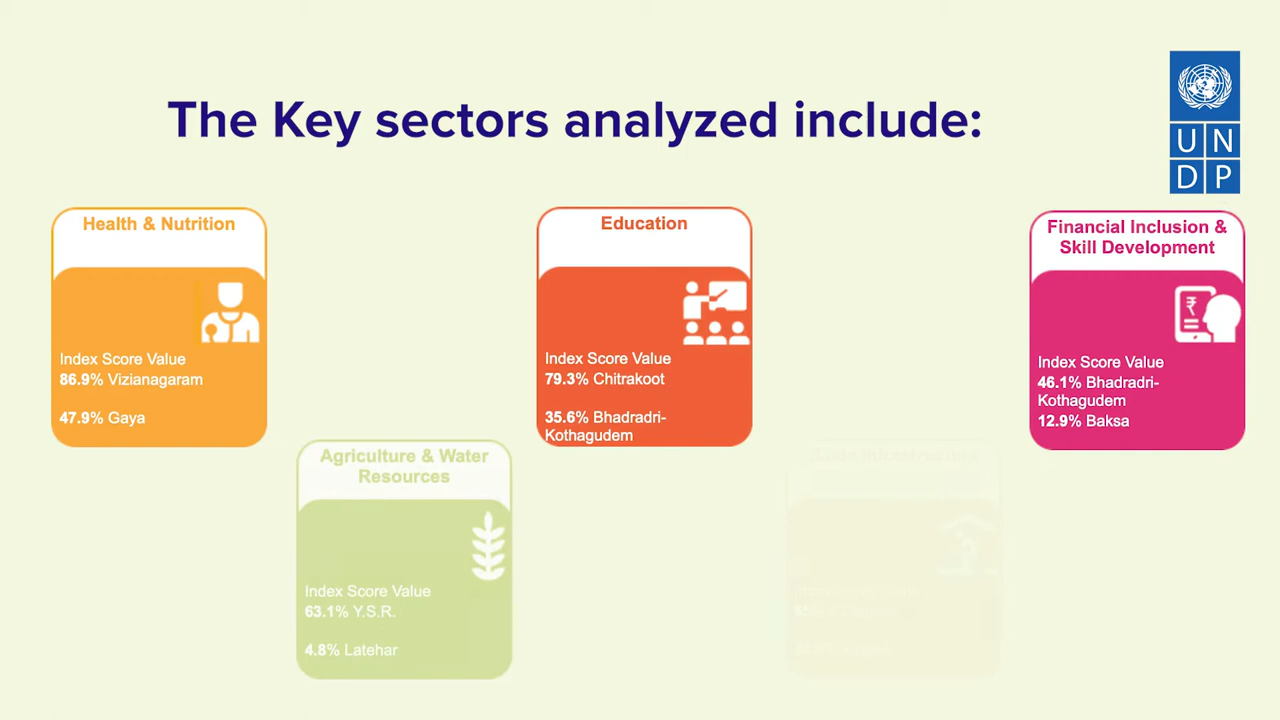 The Key sectors analyzed include:
U N
D P
Health & Nutrition
Index Score Value
86.9% Vizianagaram
47.9% Gaya
Agriculture & Water
Resources
Index Score Value
63.1% Y.S.R.
4.8% Latehar
Education
Index Score Value
79.3% Chitrakoot
35.6% Bhadradri-
Kothagudem
Financial Inclusion &
Skill Development
₹
Index Score Value
46.1% Bhadradri-
Kothagudem
12.9% Baksa